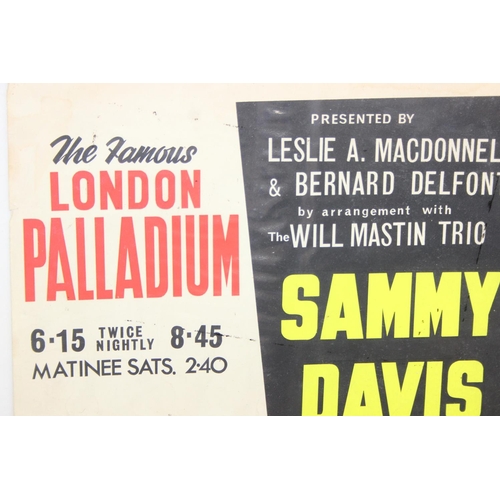 The Famous
LONDON
PALLADIUM
6·15 TWICE NIGHTLY 8·45
MATINEE SATS. 2·40
PRESENTED BY
LESLIE A. MACDONNEL
& BERNARD DELFONT
by arrangement with
The WILL MASTIN TRIO
SAMMY
DAVIS